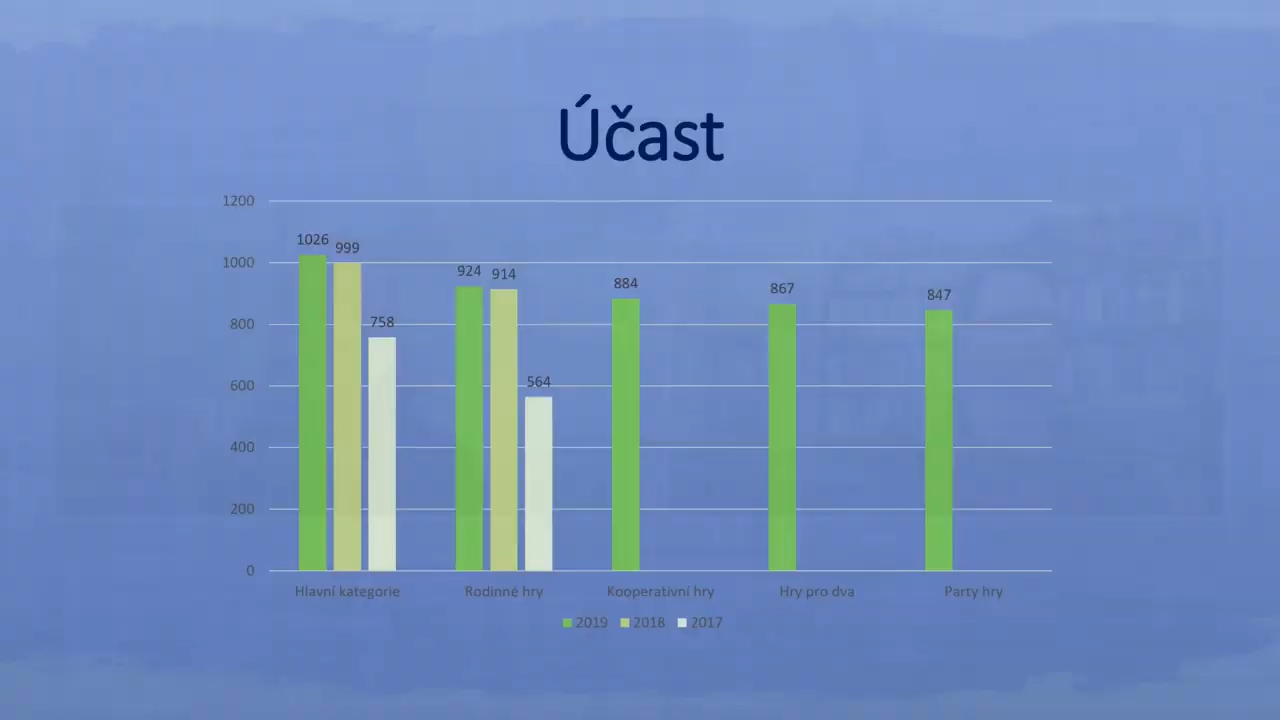 Účast
1200
1000
800
600
400
200
0
1026
999
758
924
914
564
884
867
847
Hlavní kategorie
Rodinné hry
Kooperativní hry
Hry pro dva
Party hry
2019 2018 2017